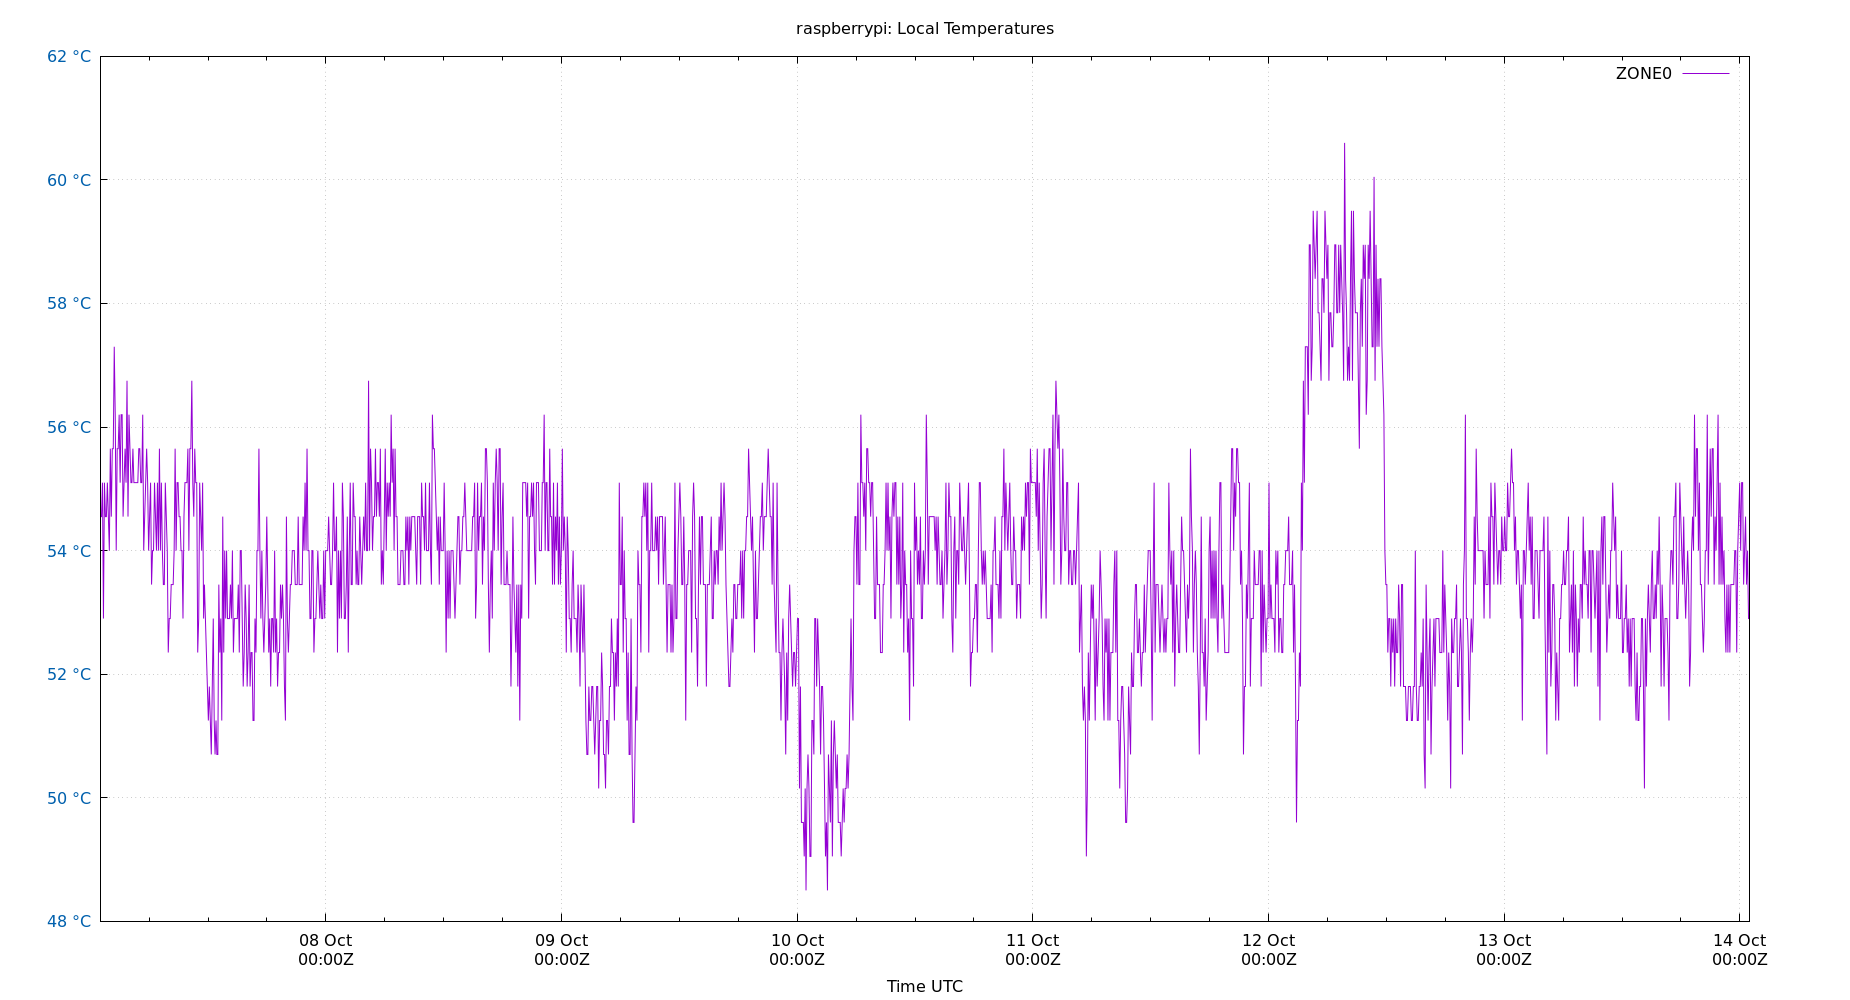 raspberrypi: Local Temperatures
62 °C
ZONE0
60 °C
58 °C
56 °C
54 °C
52 °C
50 °C
48 °C
08 Oct 09 Oct 10 Oct 11 Oct 12 Oct 13 Oct 14 Oct
00:00Z 00:00Z 00:00Z 00:00Z 00:00Z 00:00Z 00:00Z
Time UTC